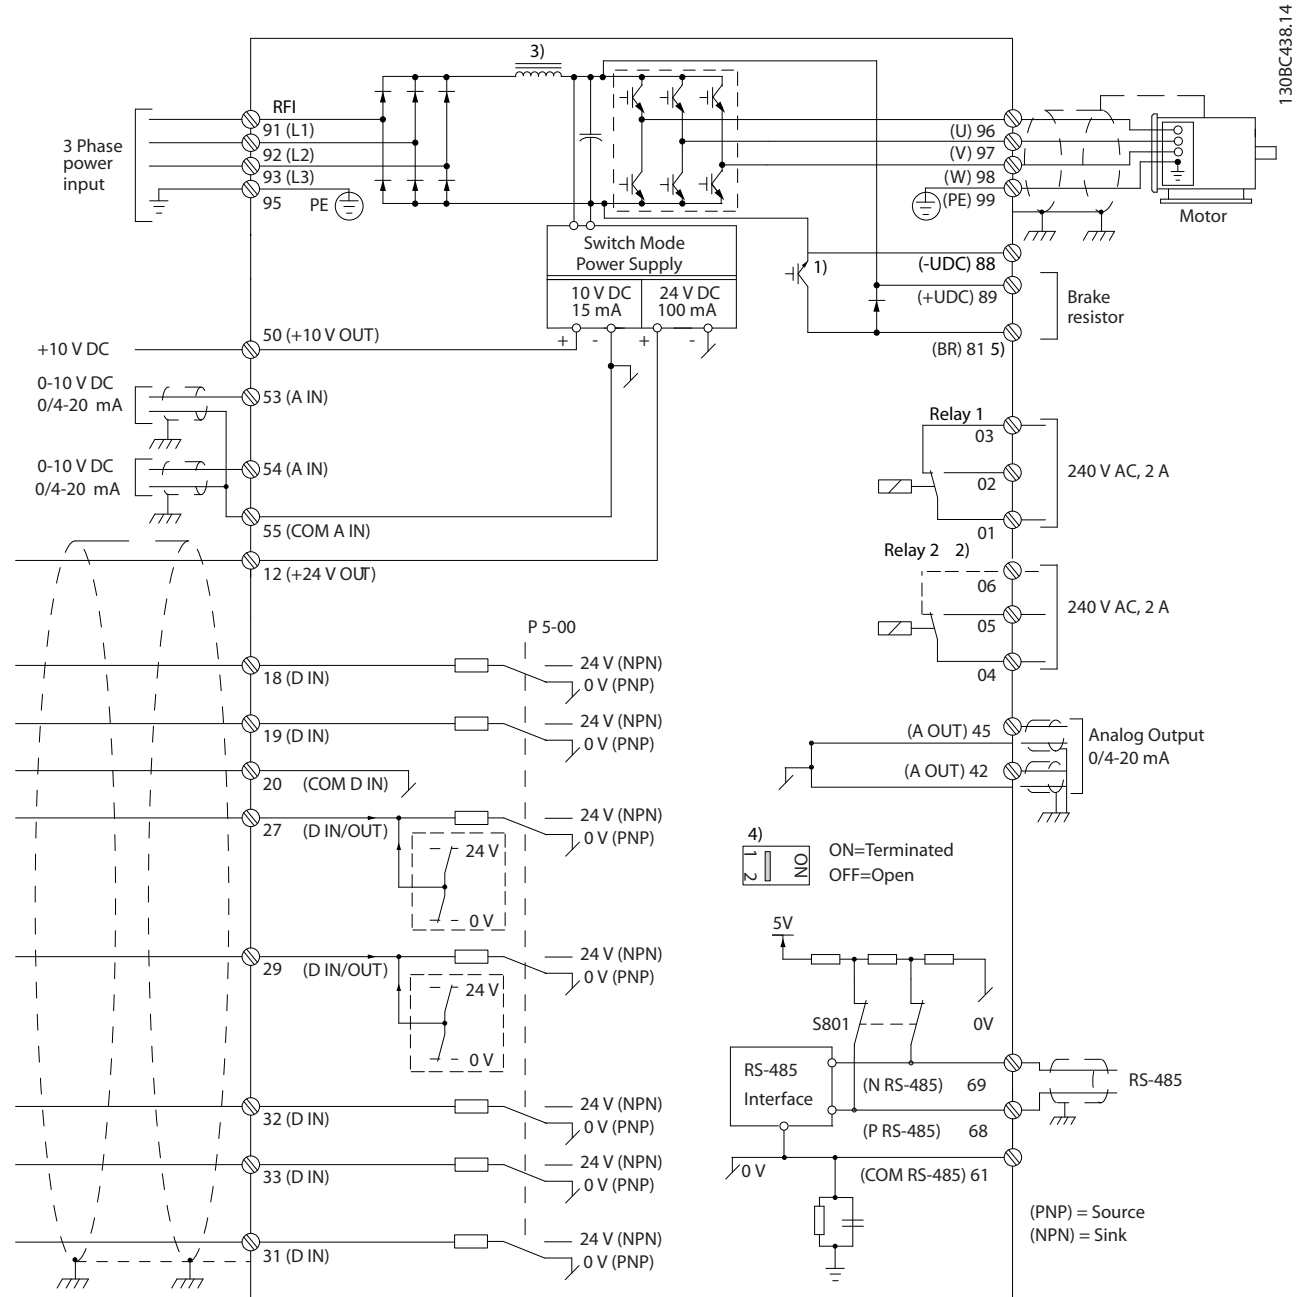 130BC438.14
3)
RFI
3 Phase
power
input
91 (L1)
92 (L2)
93 (L3)
95
PE
(U) 96
(V) 97
(W) 98
(PE) 99
Motor
Switch Mode
Power Supply
10 V DC
15 mA
24 V DC
100 mA
+
-
+
-
1)
(-UDC) 88
(+UDC) 89
(BR) 81 5)
Brake
resistor
+10 V DC
50 (+10 V OUT)
0-10 V DC
0/4-20 mA
53 (A IN)
0-10 V DC
0/4-20 mA
54 (A IN)
55 (COM A IN)
12 (+24 V OUT)
Relay 1
03
02
01
240 V AC, 2 A
Relay 2 2)
06
05
04
240 V AC, 2 A
P 5-00
18 (D IN)
24 V (NPN)
0 V (PNP)
19 (D IN)
24 V (NPN)
0 V (PNP)
20 (COM D IN)
27 (D IN/OUT)
24 V (NPN)
0 V (PNP)
24 V
0 V
29 (D IN/OUT)
24 V (NPN)
0 V (PNP)
24 V
0 V
32 (D IN)
24 V (NPN)
0 V (PNP)
33 (D IN)
24 V (NPN)
0 V (PNP)
31 (D IN)
24 V (NPN)
0 V (PNP)
(A OUT) 45
(A OUT) 42
Analog Output
0/4-20 mA
4)
1 2
ON
ON=Terminated
OFF=Open
5V
S801
0V
RS-485
Interface
(N RS-485) 69
(P RS-485) 68
RS-485
0 V
(COM RS-485) 61
(PNP) = Source
(NPN) = Sink